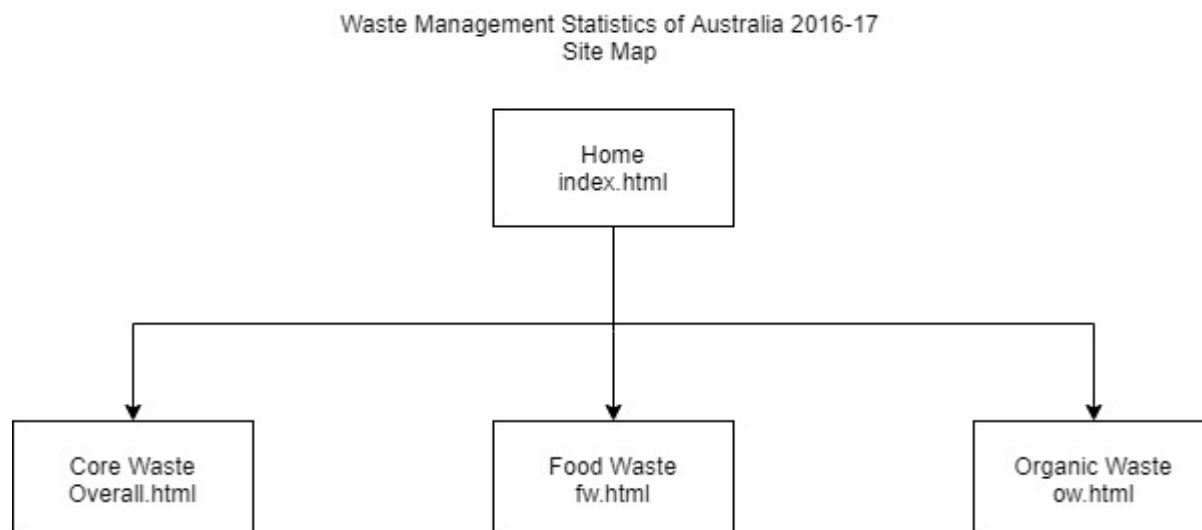 Waste Management Statistics of Australia 2016-17
Site Map
Home
index.html
Core Waste
Overall.html
Food Waste
fw.html
Organic Waste
ow.html